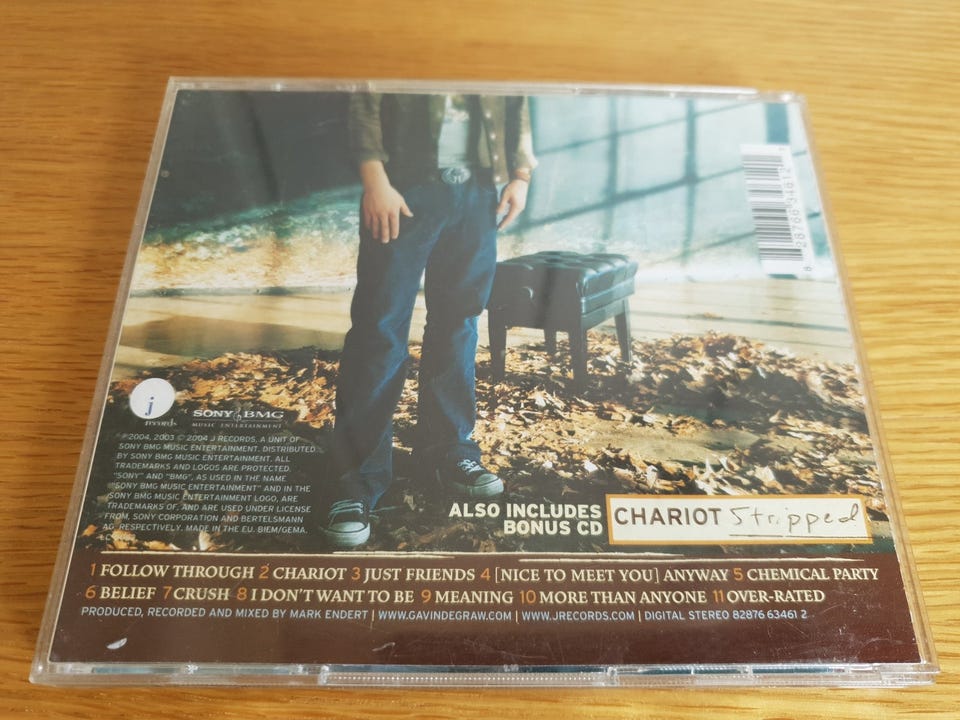 8 28766 34612
records
SONY BMG
MUSIC ENTERTAINMENT
℗2004, 2003 © 2004 J RECORDS, A UNIT OF
SONY BMG MUSIC ENTERTAINMENT. DISTRIBUTED
BY SONY BMG MUSIC ENTERTAINMENT. ALL
TRADEMARKS AND LOGOS ARE PROTECTED.
"SONY" AND "BMG", AS USED IN THE NAME
"SONY BMG MUSIC ENTERTAINMENT" AND IN THE
SONY BMG MUSIC ENTERTAINMENT LOGO, ARE
TRADEMARKS OF, AND ARE USED UNDER LICENSE
FROM, SONY CORPORATION AND BERTELSMANN
AG, RESPECTIVELY. MADE IN THE EU. BIEM/GEMA.
ALSO INCLUDES
BONUS CD
CHARIOT Stripped
1 FOLLOW THROUGH 2 CHARIOT 3 JUST FRIENDS 4 [NICE TO MEET YOU] ANYWAY 5 CHEMICAL PARTY
6 BELIEF 7 CRUSH 8 I DON'T WANT TO BE 9 MEANING 10 MORE THAN ANYONE 11 OVER-RATED
PRODUCED, RECORDED AND MIXED BY MARK ENDERT | WWW.GAVINDEGRAW.COM | WWW.JRECORDS.COM | DIGITAL STEREO 82876 63461 2